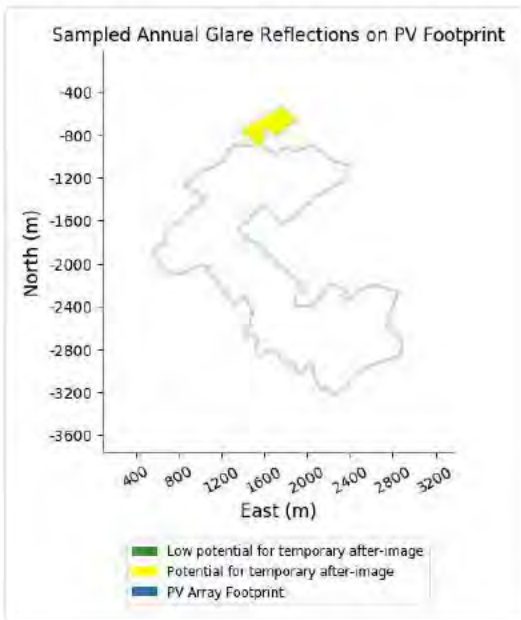 Sampled Annual Glare Reflections on PV Footprint
-400
-800
-1200
-1600
-2000
-2400
-2800
-3200
-3600
North (m)
400
800
1200
1600
2000
2400
2800
3200
East (m)
Low potential for temporary after-image
Potential for temporary after-image
PV Array Footprint